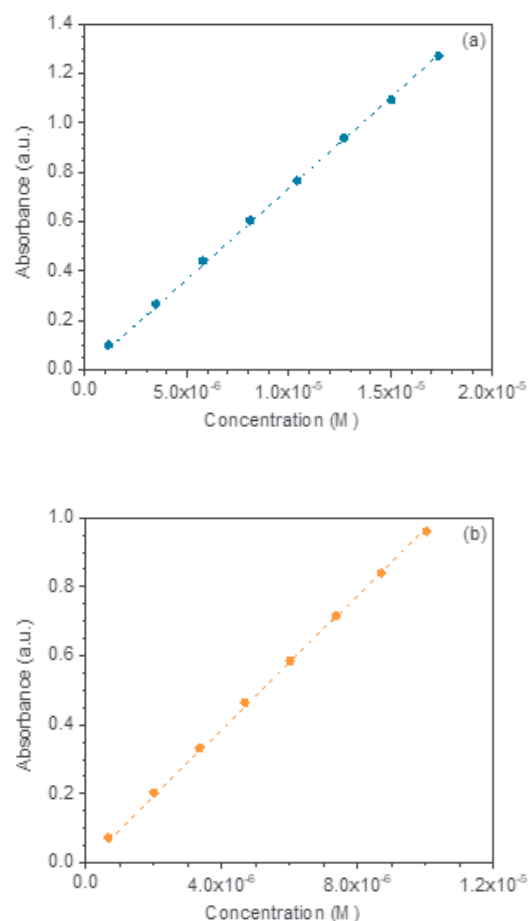 (a)
Absorbance (a.u.)
1.4
1.2
1.0
0.8
0.6
0.4
0.2
0.0
0.0 5.0x10⁻⁶ 1.0x10⁻⁵ 1.5x10⁻⁵ 2.0x10⁻⁵
Concentration (M)
(b)
Absorbance (a.u.)
1.0
0.8
0.6
0.4
0.2
0.0
0.0 4.0x10⁻⁶ 8.0x10⁻⁶ 1.2x10⁻⁵
Concentration (M)